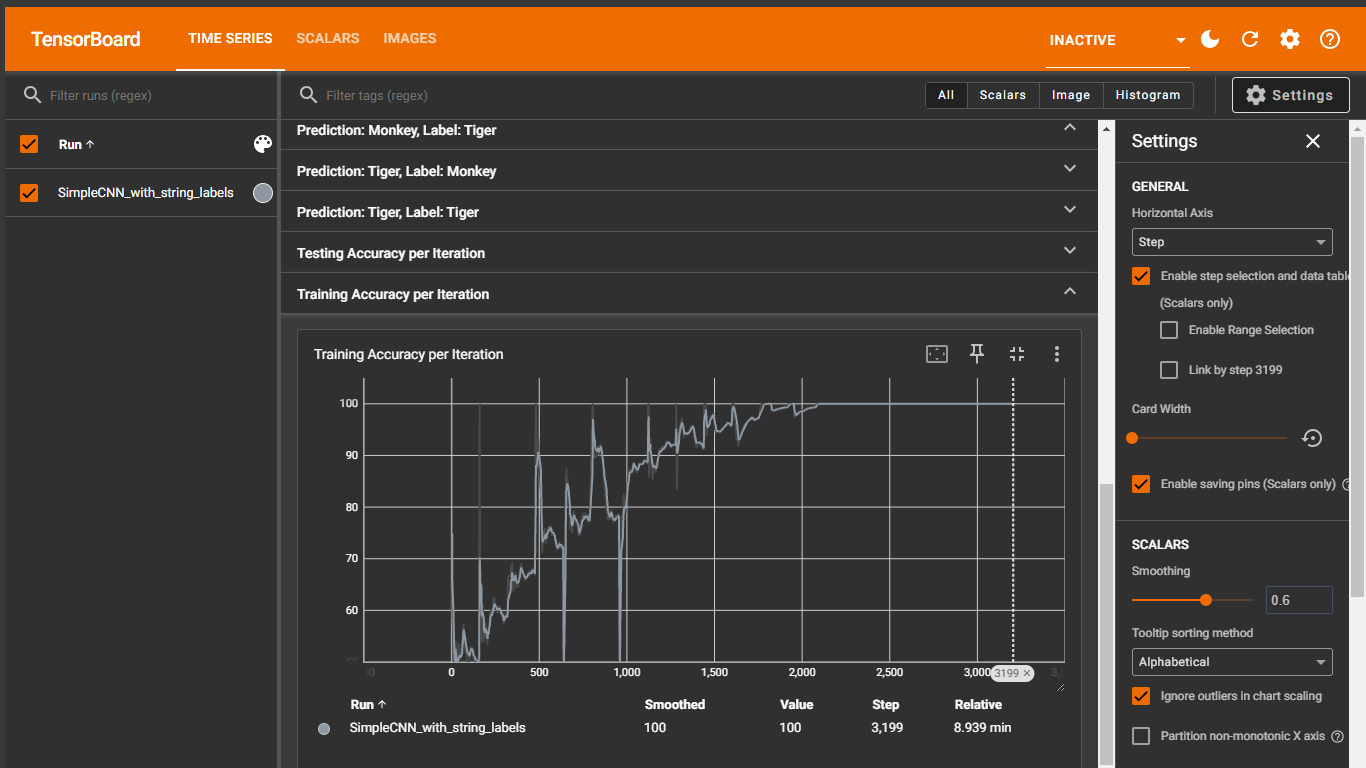 TensorBoard
TIME SERIES
SCALARS
IMAGES
INACTIVE
Filter runs (regex)
Filter tags (regex)
All
Scalars
Image
Histogram
Settings
Run
SimpleCNN_with_string_labels
Prediction: Monkey, Label: Tiger
Prediction: Tiger, Label: Monkey
Prediction: Tiger, Label: Tiger
Testing Accuracy per Iteration
Training Accuracy per Iteration
Training Accuracy per Iteration
100
90
80
70
60
0
500
1,000
1,500
2,000
2,500
3,000
3199
Run Smoothed Value Step Relative
SimpleCNN_with_string_labels 100 100 3,199 8.939 min
Settings
GENERAL
Horizontal Axis
Step
Enable step selection and data table
(Scalars only)
Enable Range Selection
Link by step 3199
Card Width
Enable saving pins (Scalars only)
SCALARS
Smoothing
0.6
Tooltip sorting method
Alphabetical
Ignore outliers in chart scaling
Partition non-monotonic X axis